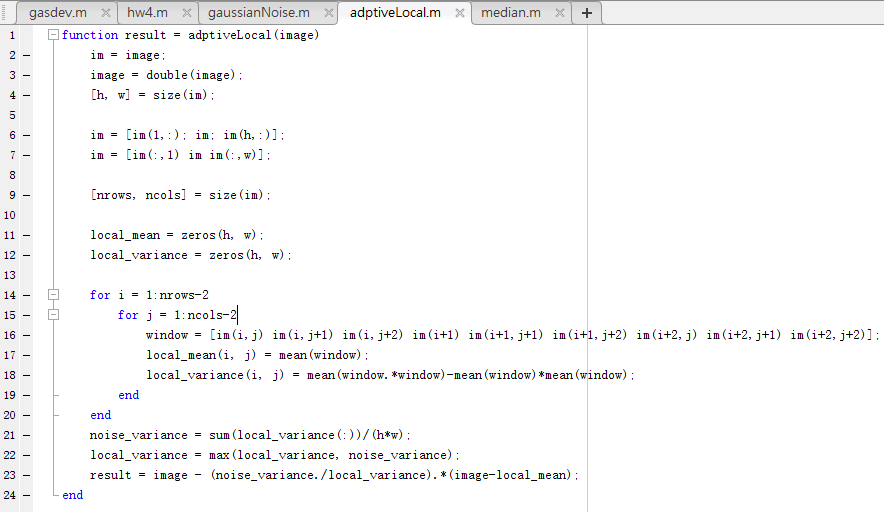 gasdev.m hw4.m gaussianNoise.m adptiveLocal.m median.m +
1 function result = adptiveLocal(image)
2 im = image;
3 image = double(image);
4 [h, w] = size(im);
5
6 im = [im(1,:); im; im(h,:)];
7 im = [im(:,1) im im(:,w)];
8
9 [nrows, ncols] = size(im);
10
11 local_mean = zeros(h, w);
12 local_variance = zeros(h, w);
13
14 for i = 1:nrows-2
15 for j = 1:ncols-2
16 window = [im(i,j) im(i,j+1) im(i,j+2) im(i+1) im(i+1,j+1) im(i+1,j+2) im(i+2,j) im(i+2,j+1) im(i+2,j+2)];
17 local_mean(i, j) = mean(window);
18 local_variance(i, j) = mean(window.*window)-mean(window)*mean(window);
19 end
20 end
21 noise_variance = sum(local_variance(:))/(h*w);
22 local_variance = max(local_variance, noise_variance);
23 result = image - (noise_variance./local_variance).*(image-local_mean);
24 end